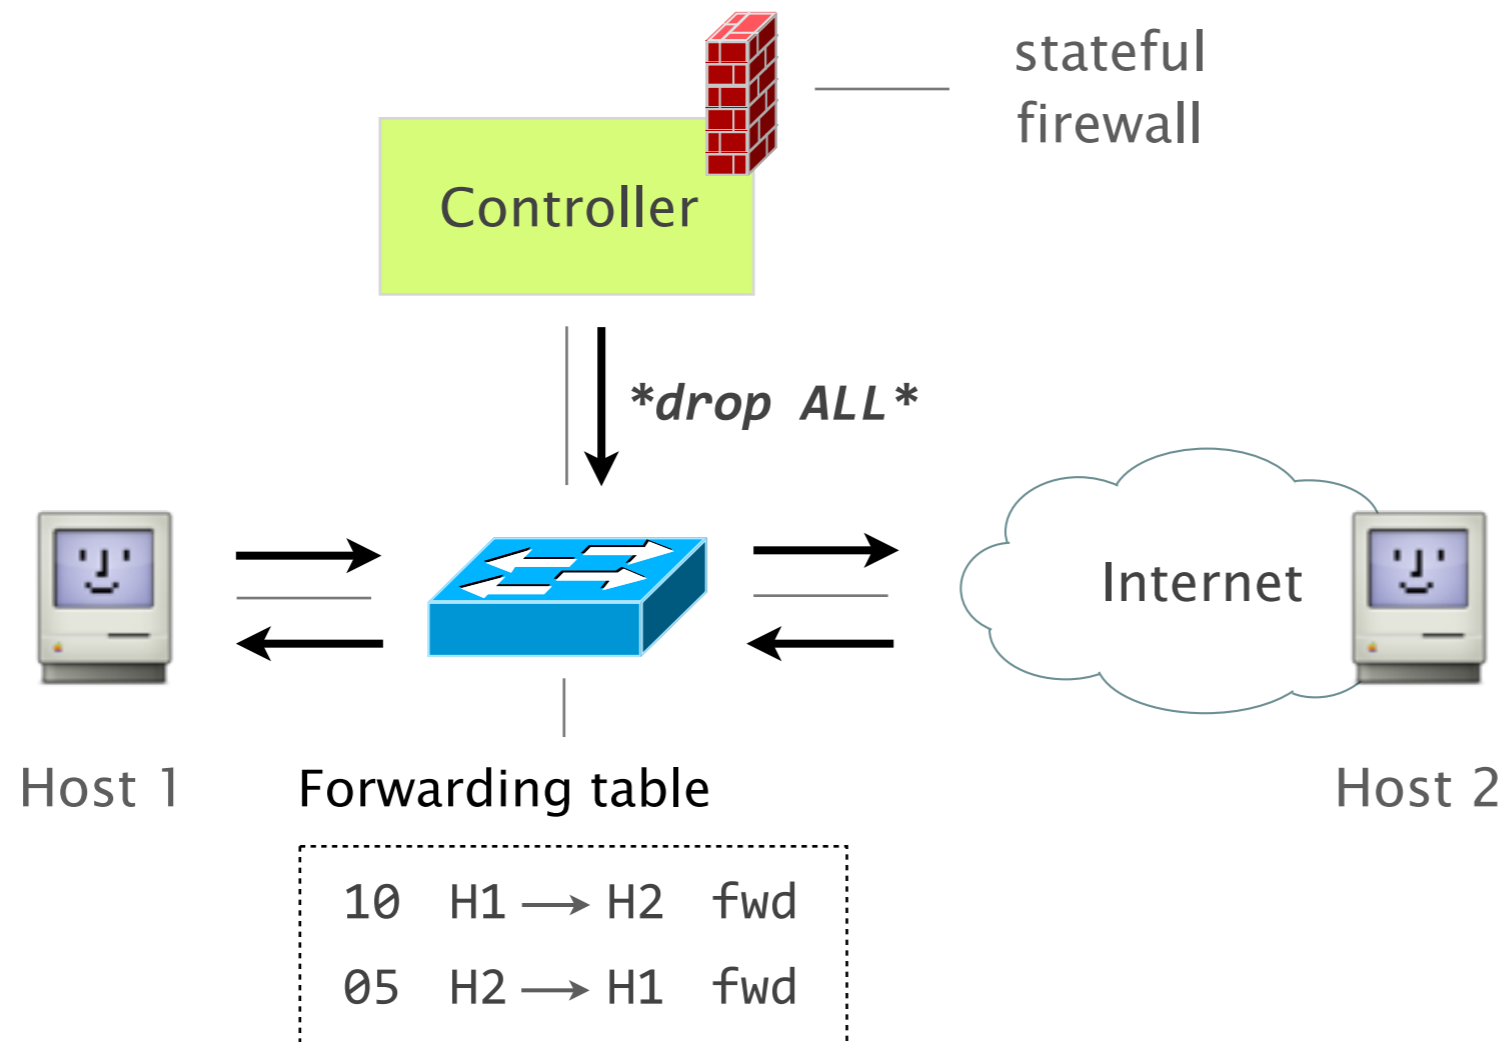 stateful
firewall
Controller
*drop ALL*
Internet
Host 1
Forwarding table
Host 2
10 H1 → H2 fwd
05 H2 → H1 fwd